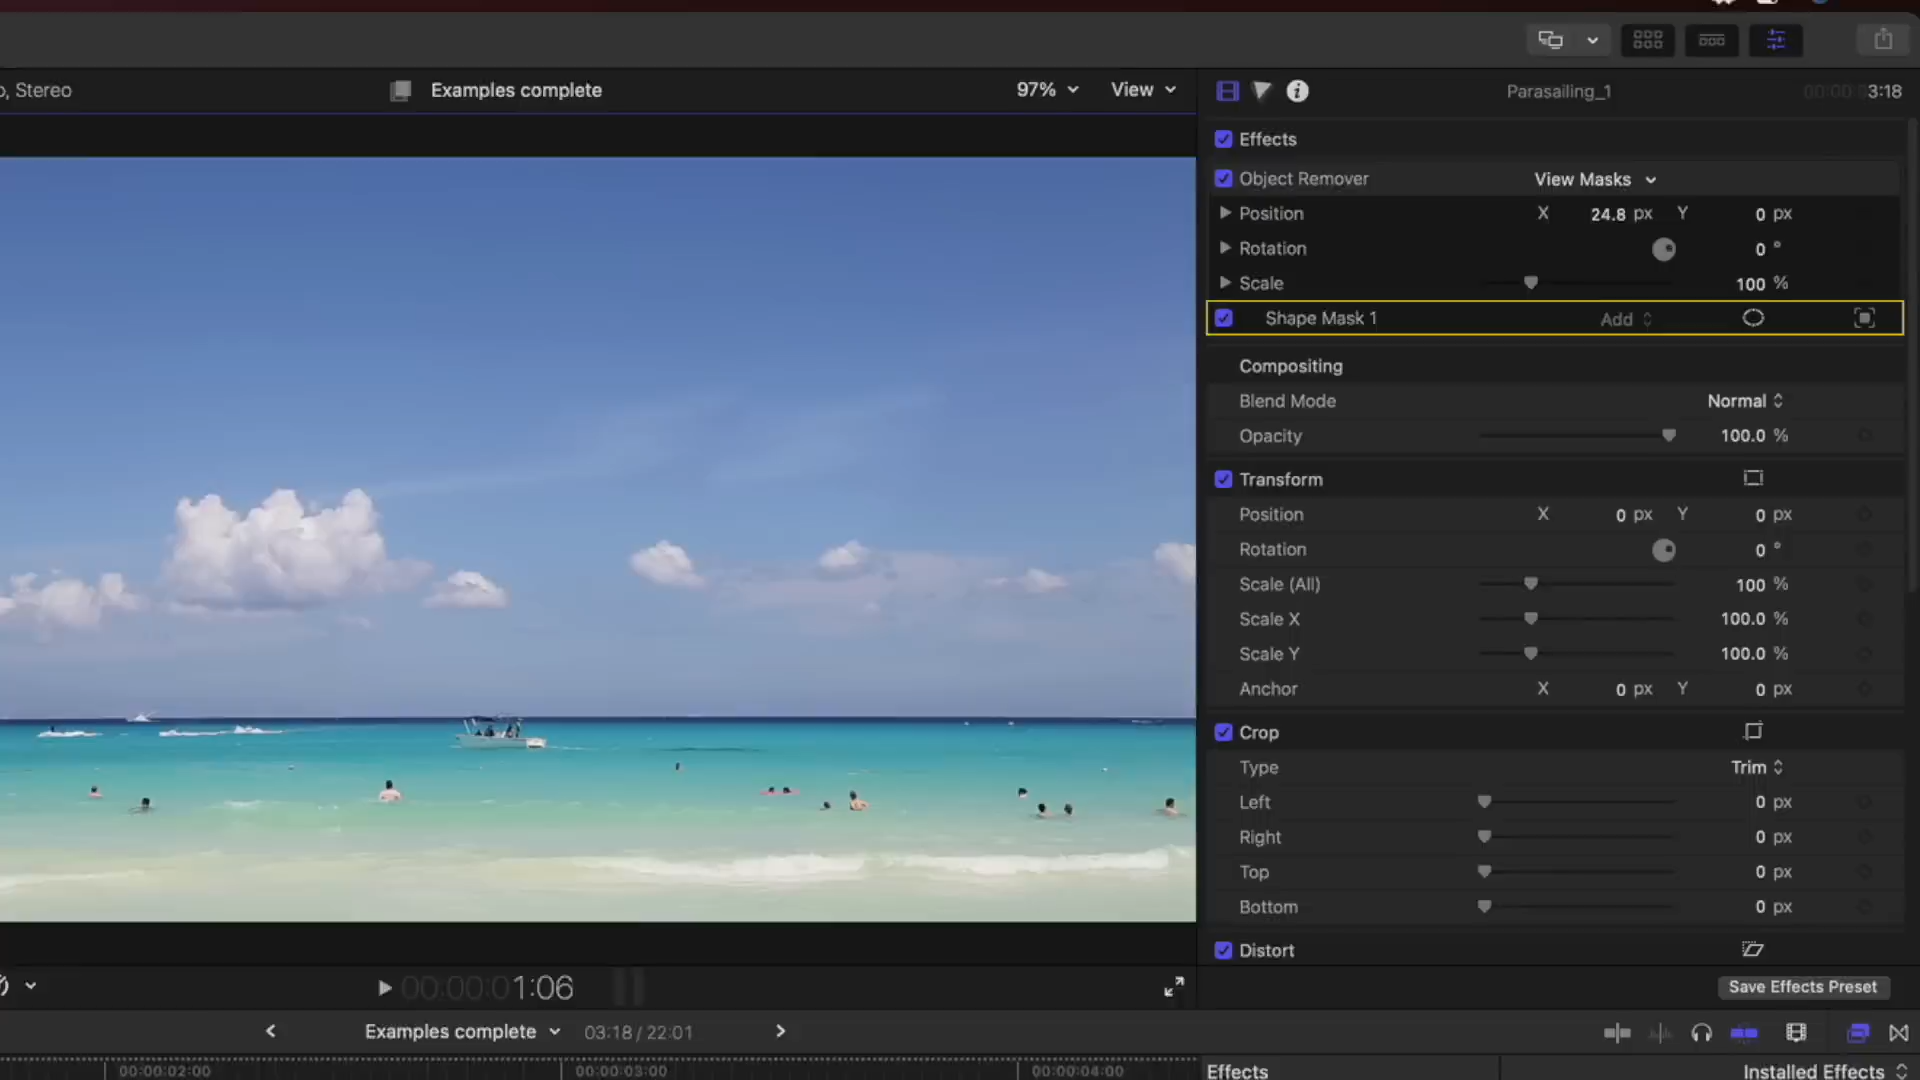 o, Stereo
Examples complete
97%
View
Parasailing_1
00:00:03:18
Effects
Object Remover
View Masks
Position X 24.8 px Y 0 px
Rotation 0 °
Scale 100 %
Shape Mask 1 Add
Compositing
Blend Mode Normal
Opacity 100.0 %
Transform
Position X 0 px Y 0 px
Rotation 0 °
Scale (All) 100 %
Scale X 100.0 %
Scale Y 100.0 %
Anchor X 0 px Y 0 px
Crop
Type Trim
Left 0 px
Right 0 px
Top 0 px
Bottom 0 px
Distort
00:00:01:06
Save Effects Preset
Examples complete 03:18 / 22:01
00:00:02:00 00:00:03:00 00:00:04:00
Effects Installed Effects